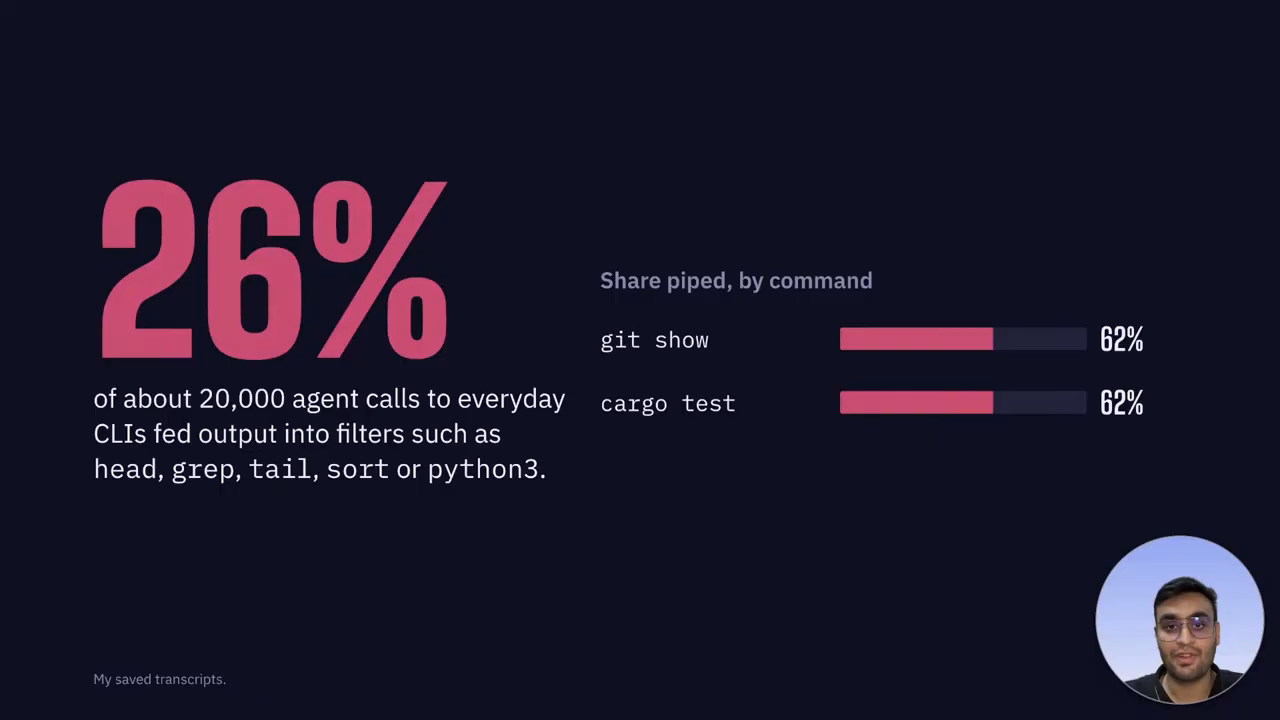 26%
of about 20,000 agent calls to everyday
CLIs fed output into filters such as
head, grep, tail, sort or python3.
Share piped, by command
git show 62%
cargo test 62%
My saved transcripts.